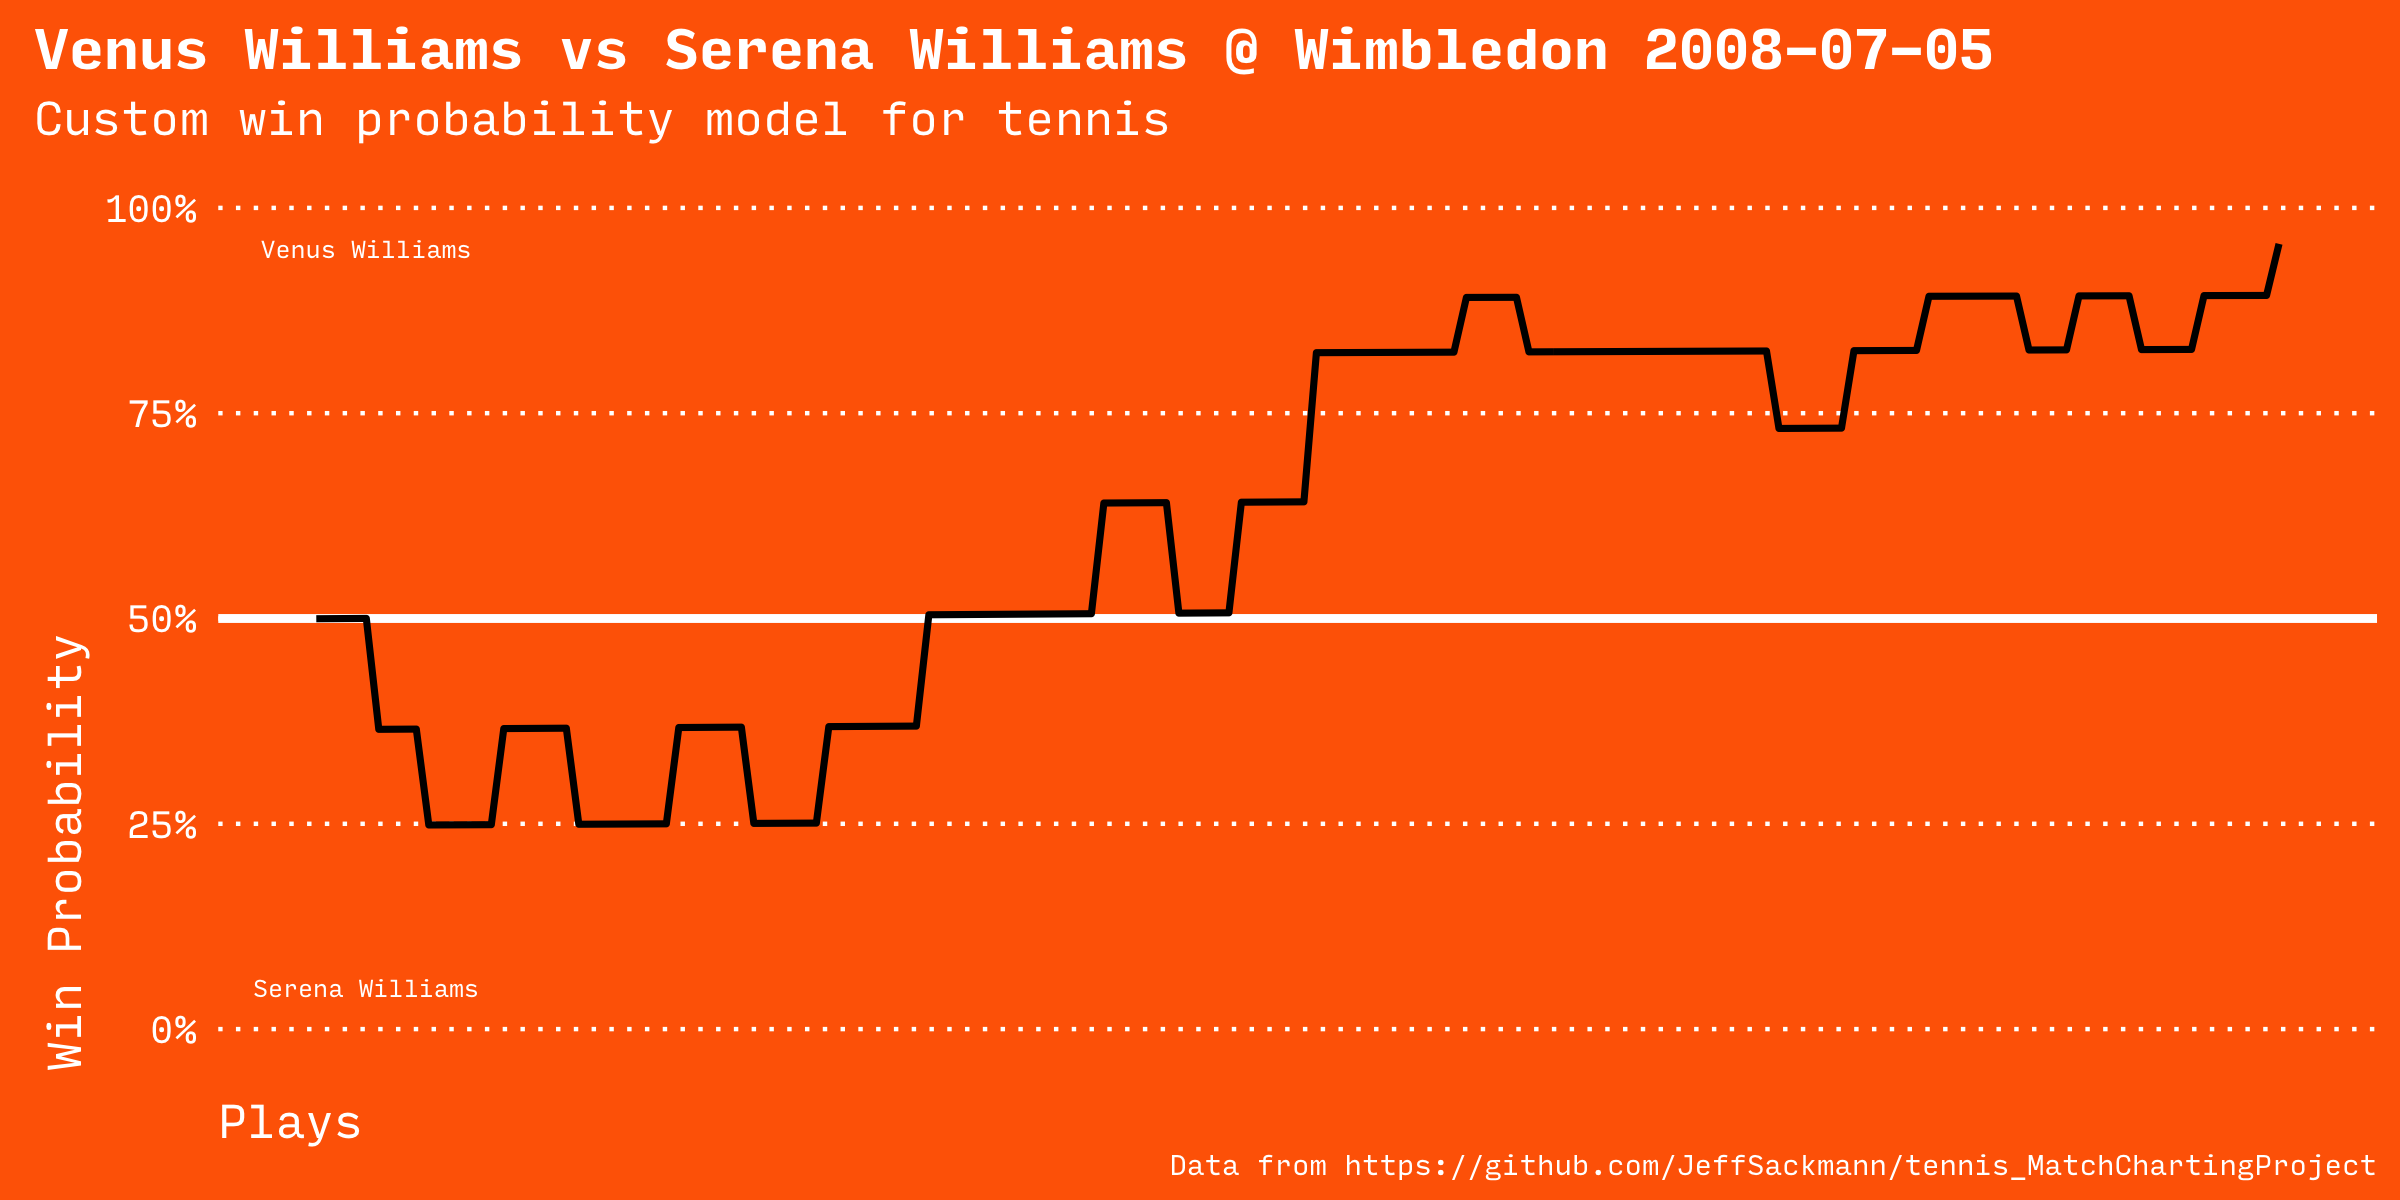 Venus Williams vs Serena Williams @ Wimbledon 2008-07-05
Custom win probability model for tennis
100%
Venus Williams
75%
50%
25%
Serena Williams
0%
Win Probability
Plays
Data from https://github.com/JeffSackmann/tennis_MatchChartingProject